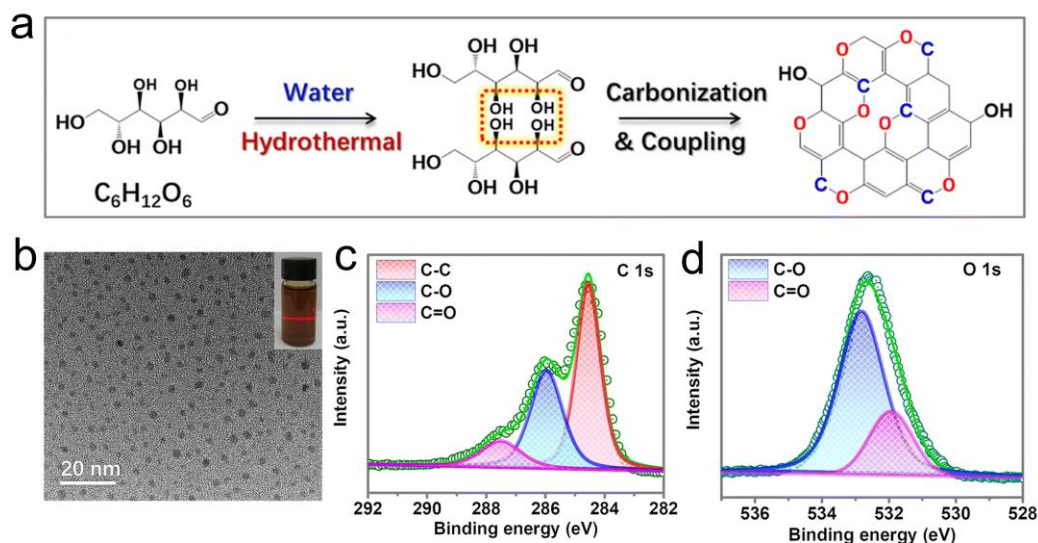 a
OH OH
HO
O
OH OH
C₆H₁₂O₆
Water
Hydrothermal
OH OH
HO
O
OH OH
OH OH
HO
O
OH OH
Carbonization
& Coupling
O
C
O
HO
C
C
OH
O
O
O
C
O
C
O
b
20 nm
c
C-C
C-O
C=O
C 1s
Intensity (a.u.)
292 290 288 286 284 282
Binding energy (eV)
d
C-O
C=O
O 1s
Intensity (a.u.)
536 534 532 530 528
Binding energy (eV)